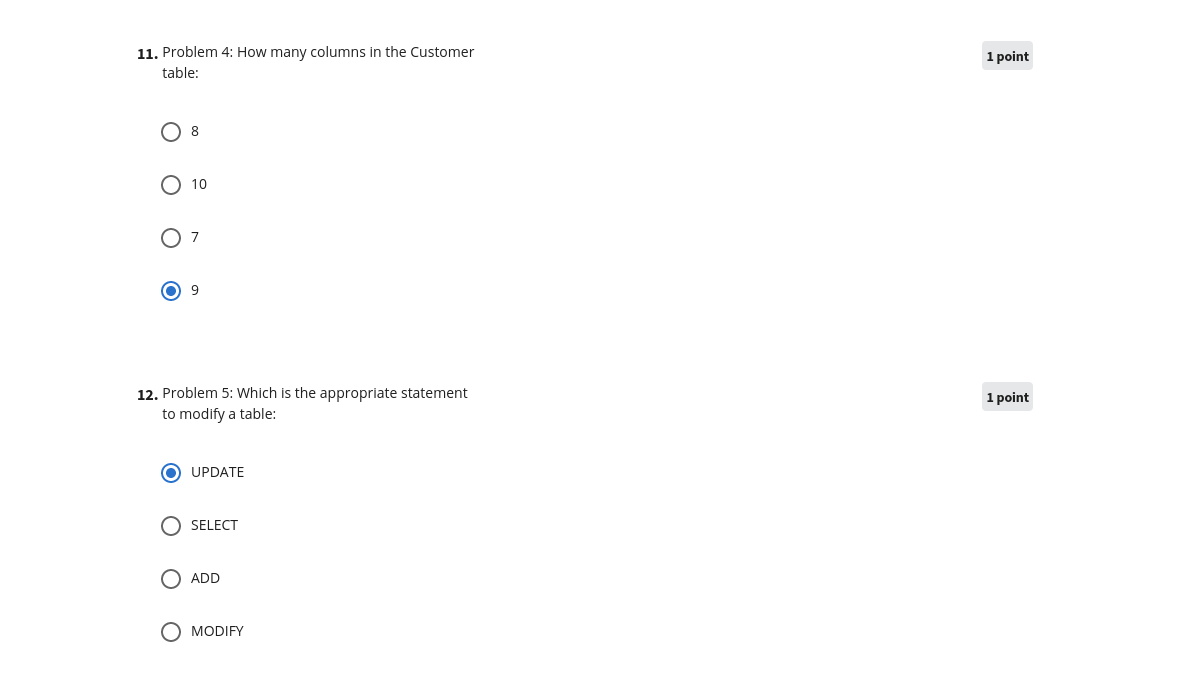 11. Problem 4: How many columns in the Customer
table:
1 point
8
10
7
9
12. Problem 5: Which is the appropriate statement
to modify a table:
1 point
UPDATE
SELECT
ADD
MODIFY